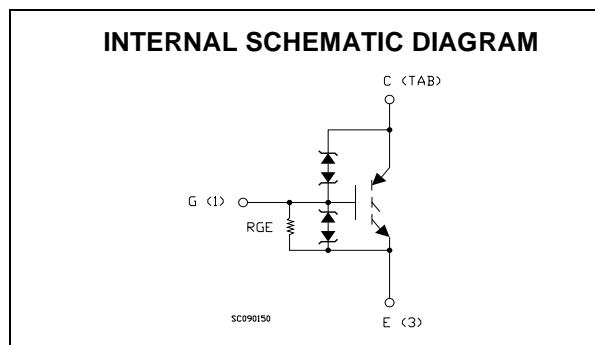 INTERNAL SCHEMATIC DIAGRAM
C (TAB)
G (1)
RGE
SC090150
E (3)